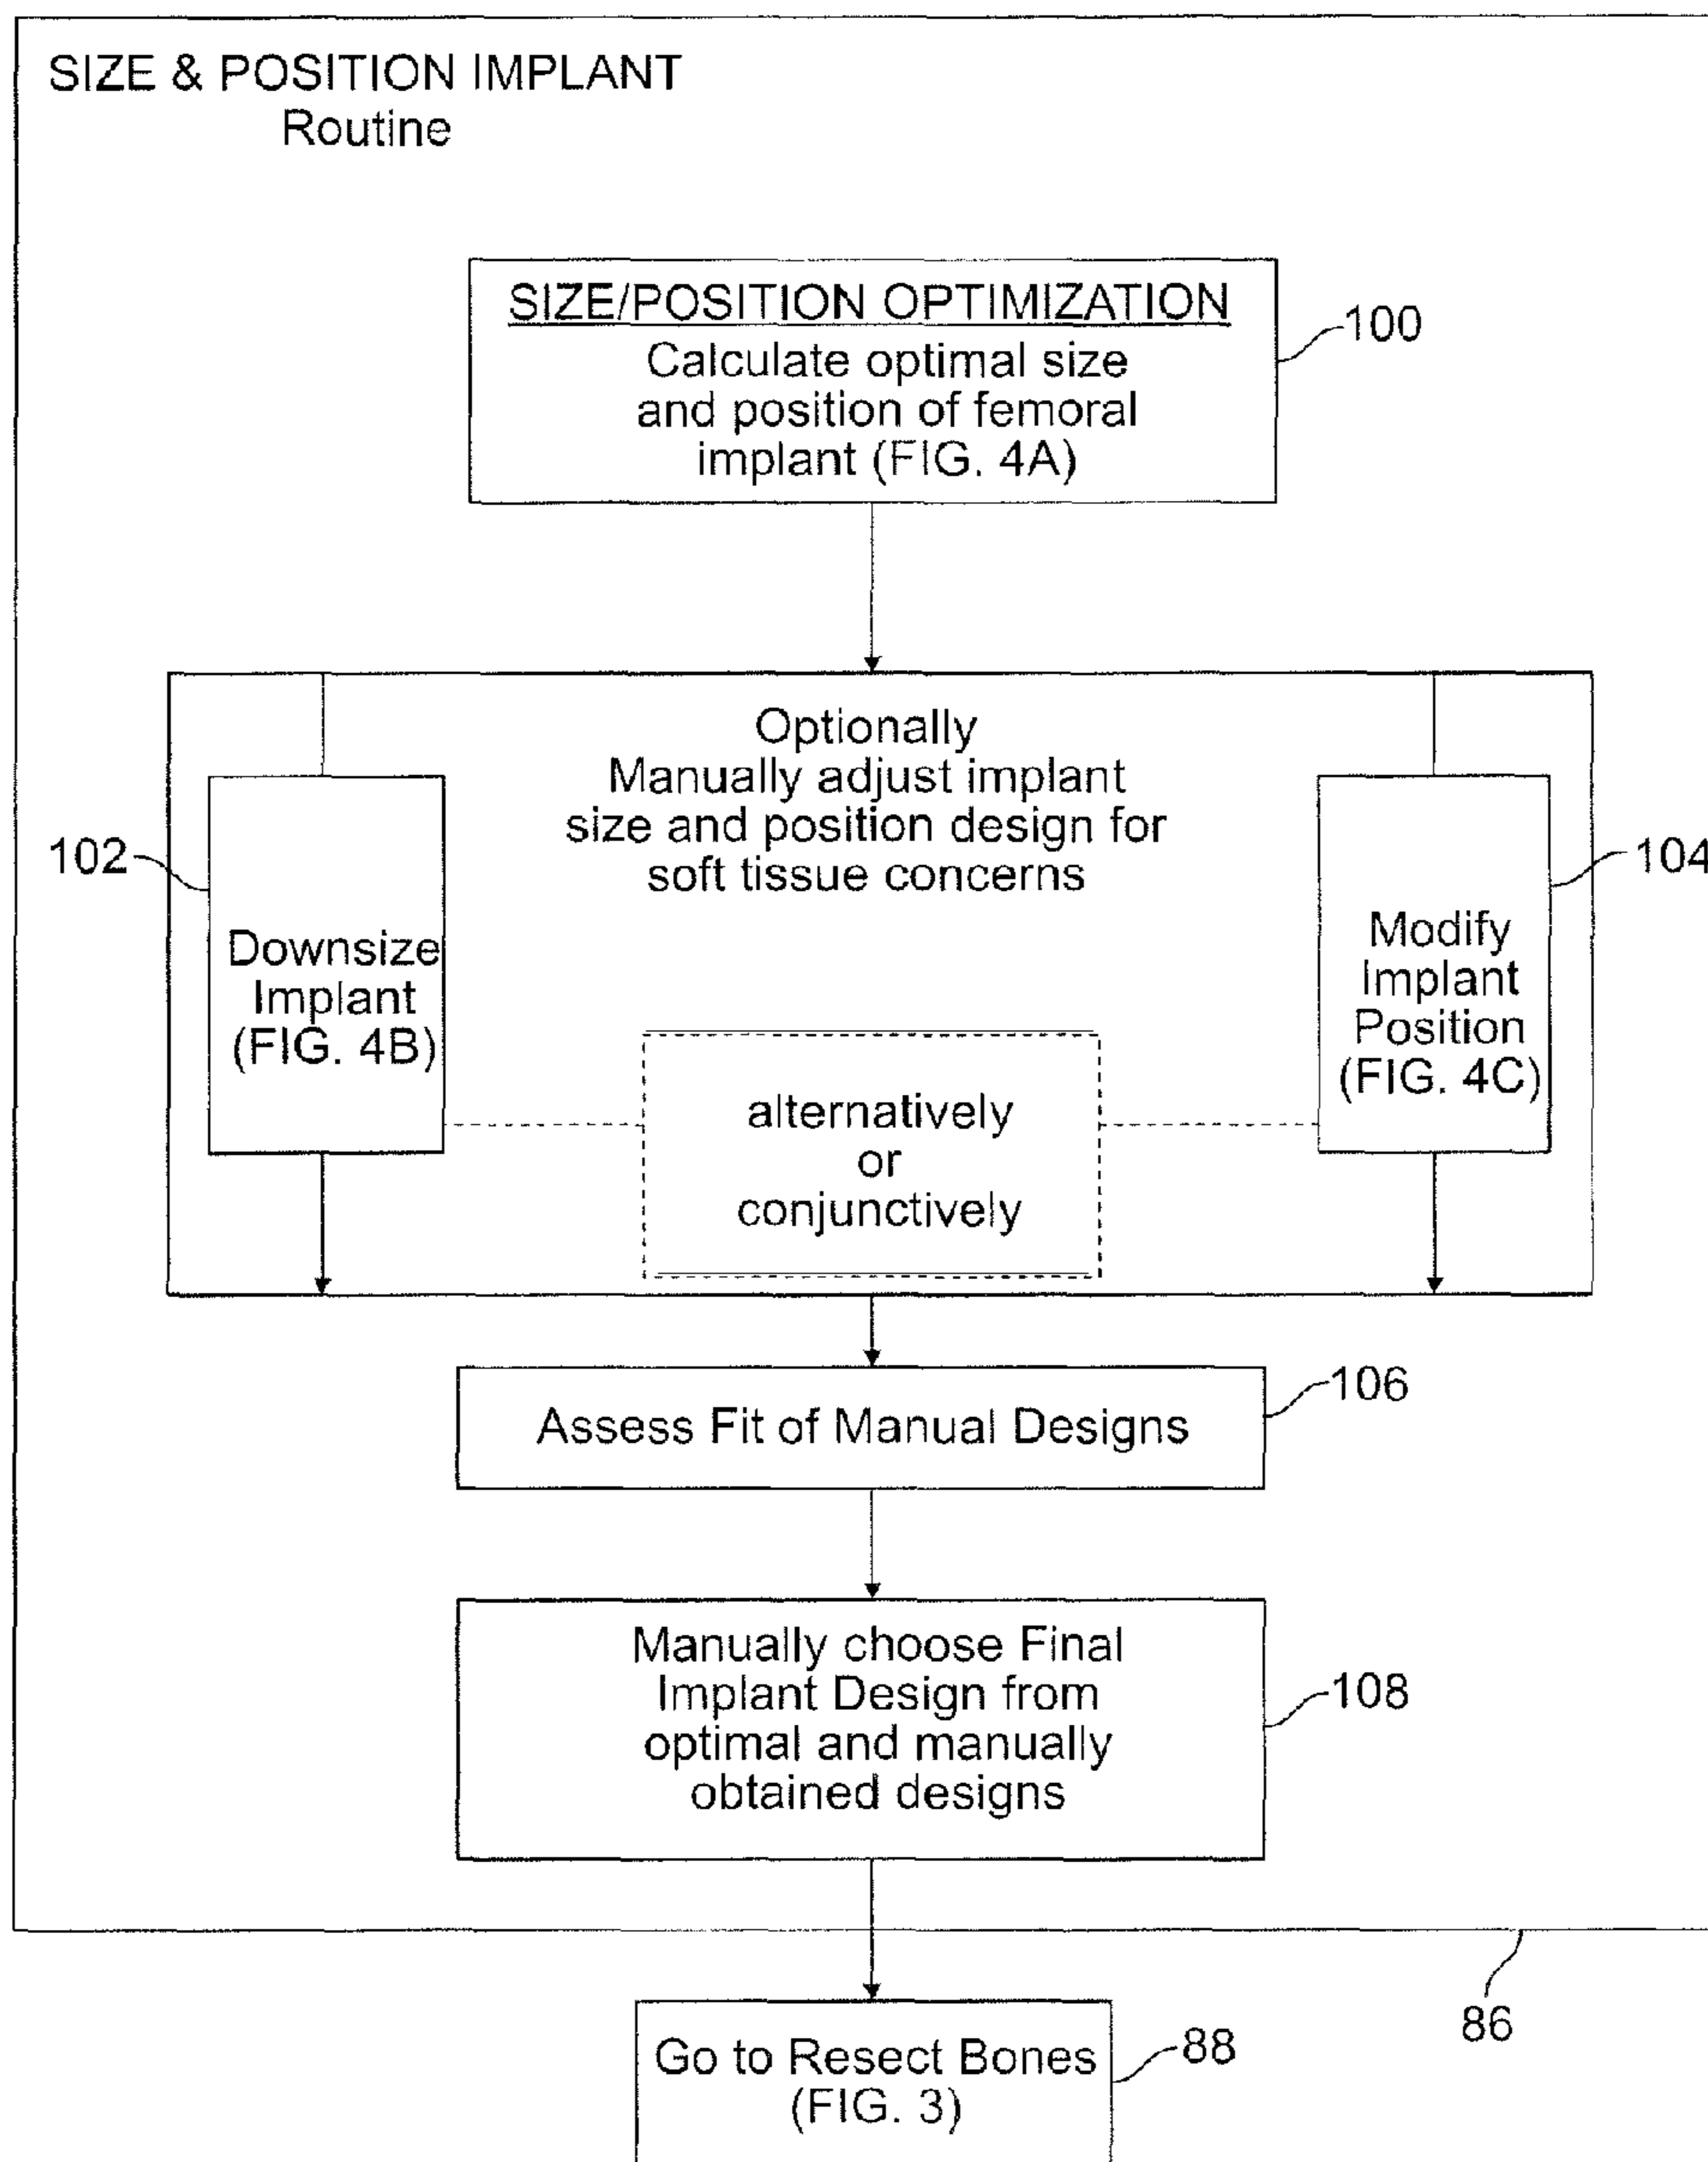 SIZE & POSITION IMPLANT
Routine
SIZE/POSITION OPTIMIZATION
Calculate optimal size
and position of femoral
implant (FIG. 4A)
100
Optionally
Manually adjust implant
size and position design for
soft tissue concerns
102
Downsize
Implant
(FIG. 4B)
104
Modify
Implant
Position
(FIG. 4C)
alternatively
or
conjunctively
Assess Fit of Manual Designs
106
Manually choose Final
Implant Design from
optimal and manually
obtained designs
108
86
Go to Resect Bones
(FIG. 3)
88